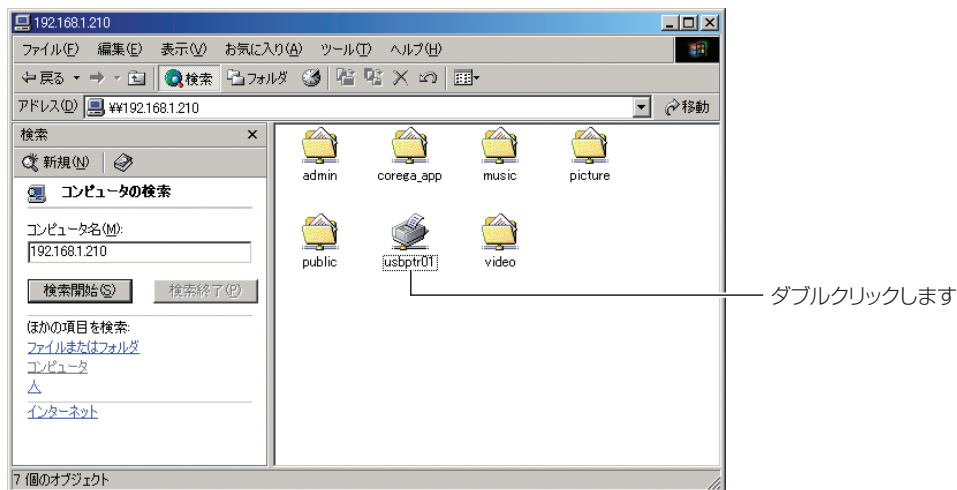 192.168.1.210
ファイル(F) 編集(E) 表示(V) お気に入り(A) ツール(T) ヘルプ(H)
戻る 検索 フォルダ
アドレス(D) ¥¥192.168.1.210 移動
検索
新規(N)
コンピュータの検索
コンピュータ名(M):
192.168.1.210
検索開始(S) 検索終了(P)
ほかの項目を検索:
ファイルまたはフォルダ
コンピュータ
人
インターネット
admin corega_app music picture
public usbptr01 video
ダブルクリックします
7 個のオブジェクト